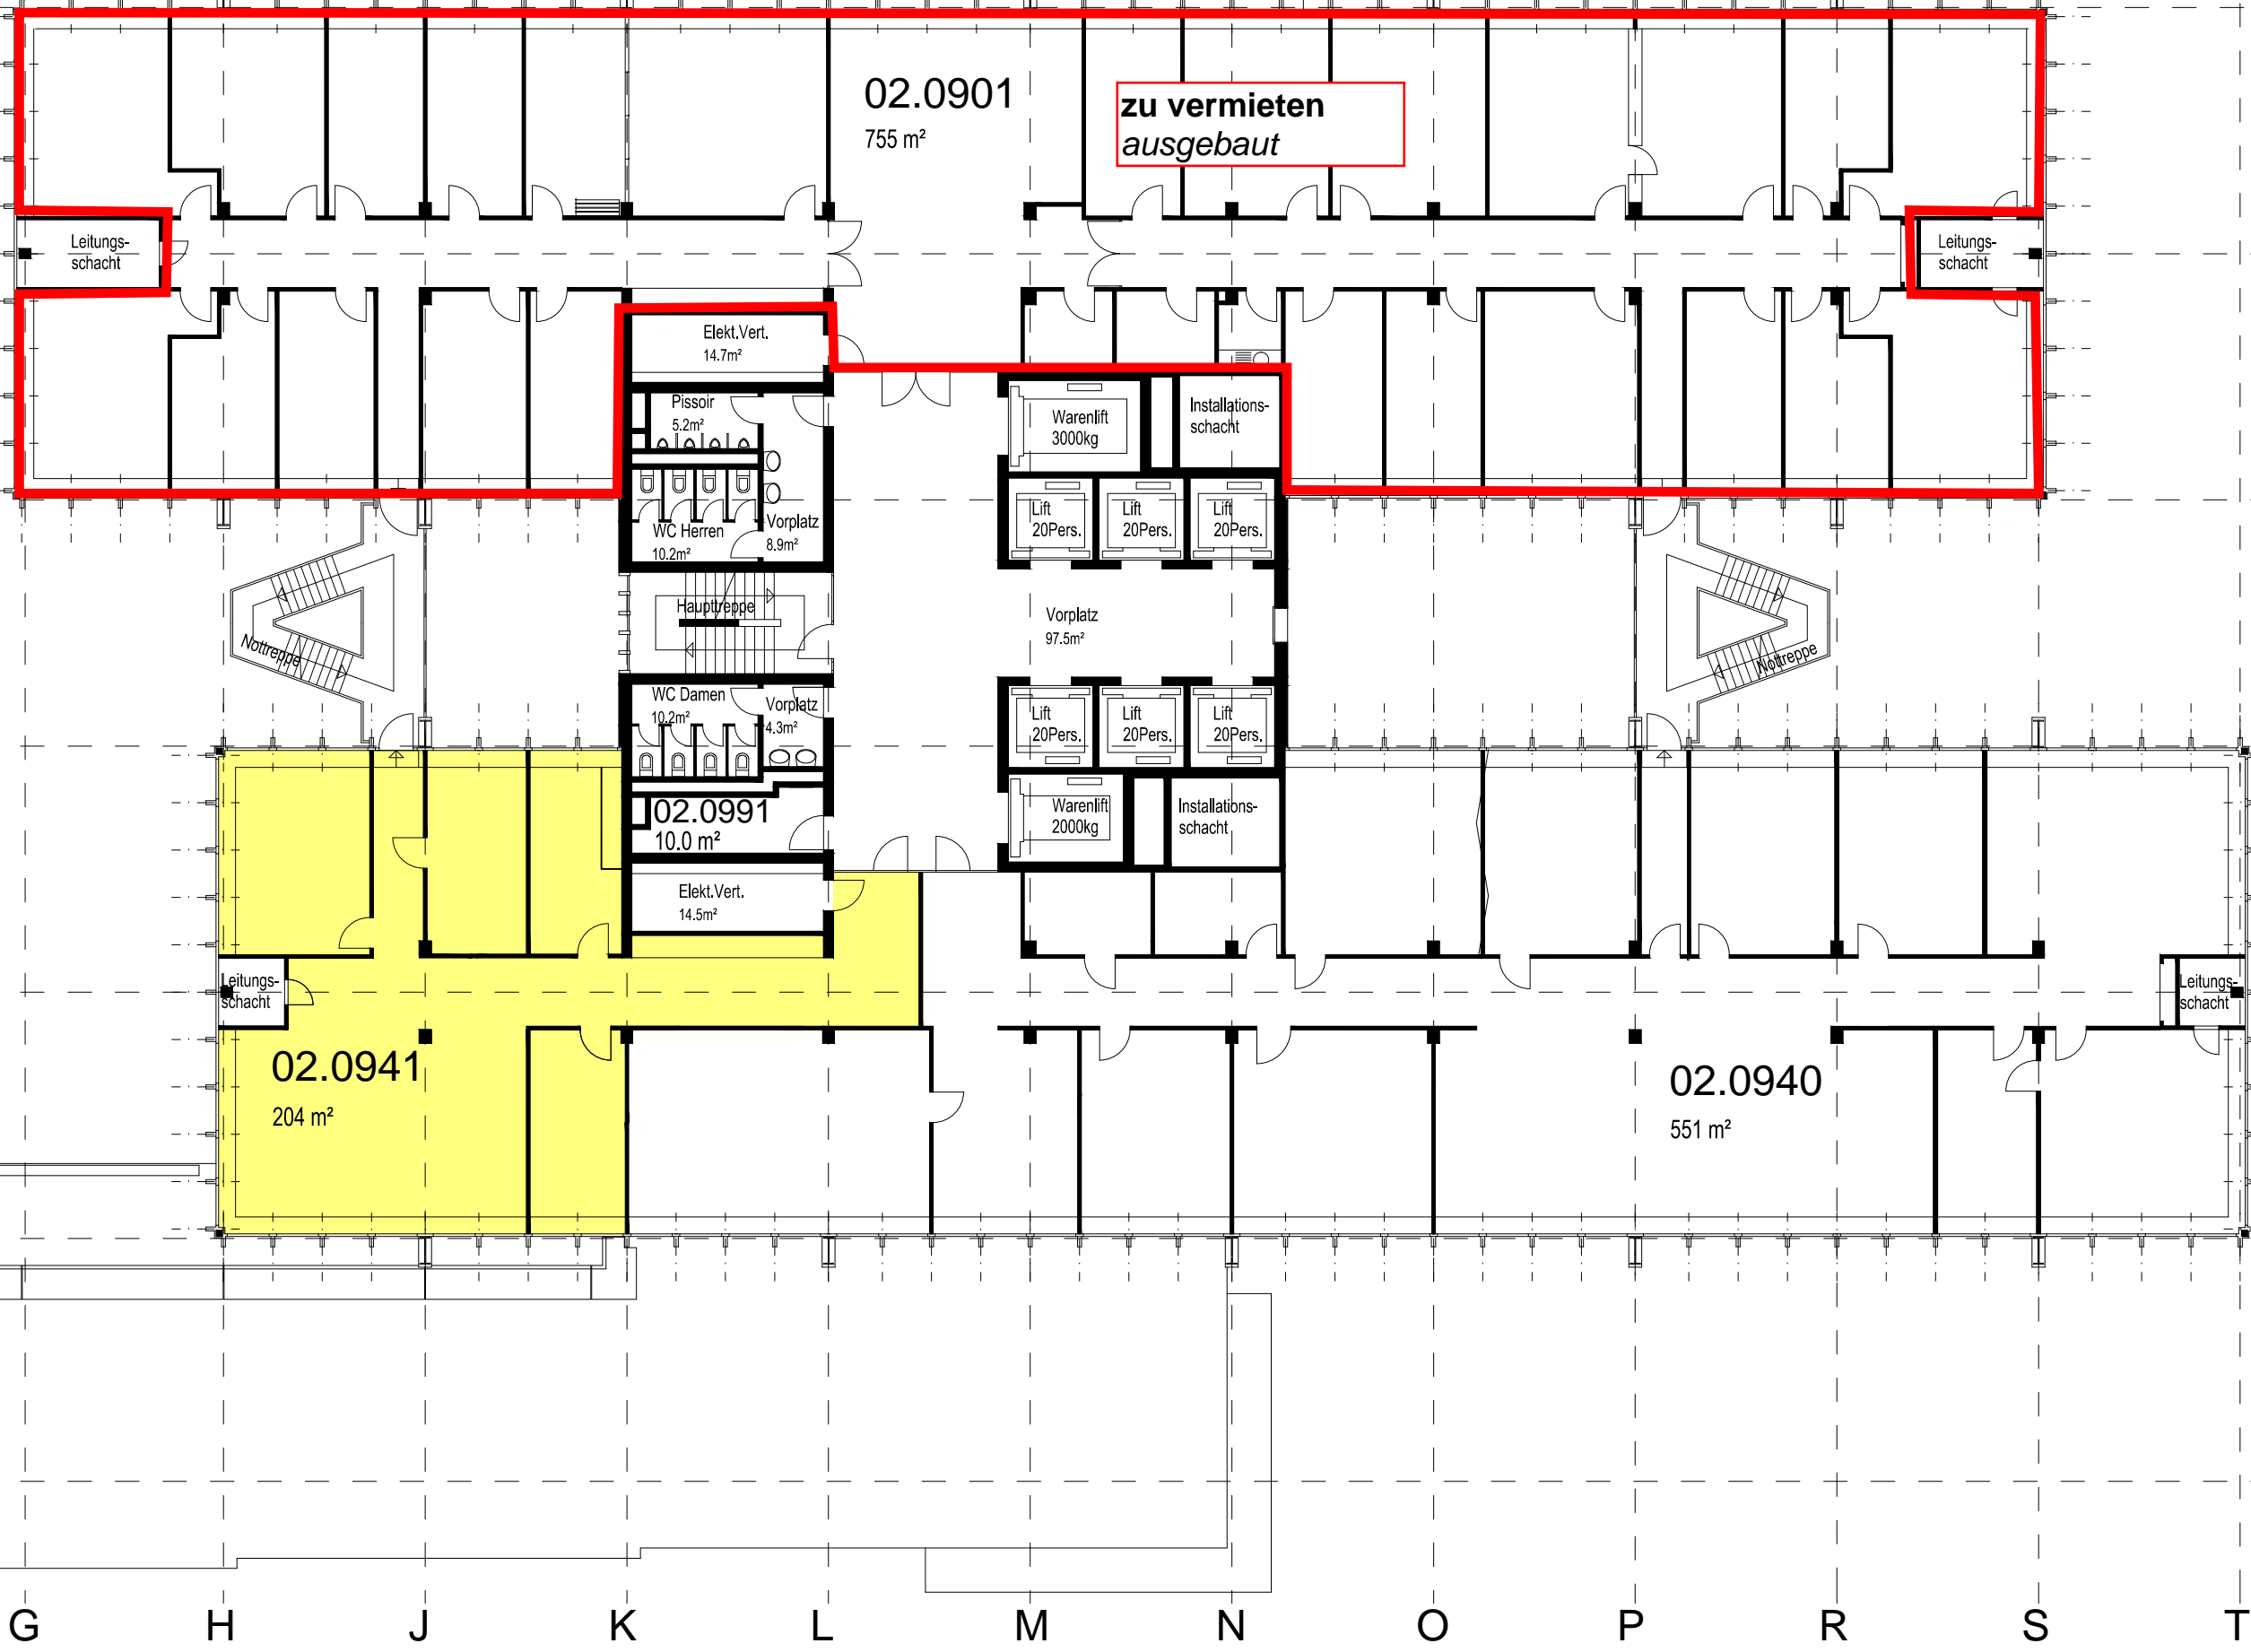 02.0901
755 m²
zu vermieten
ausgebaut
Leitungs-
schacht
Leitungs-
schacht
Elekt.Vert.
14.7m²
Pissoir
5.2m²
Warenlift
3000kg
Installations-
schacht
WC Herren
10.2m²
Vorplatz
8.9m²
Lift
20Pers.
Lift
20Pers.
Lift
20Pers.
Haupttreppe
Vorplatz
97.5m²
Nottreppe
Nottreppe
WC Damen
10.2m²
Vorplatz
4.3m²
Lift
20Pers.
Lift
20Pers.
Lift
20Pers.
02.0991
10.0 m²
Warenlift
2000kg
Installations-
schacht
Elekt.Vert.
14.5m²
Leitungs-
schacht
Leitungs-
schacht
02.0941
204 m²
02.0940
551 m²
G H J K L M N O P R S T